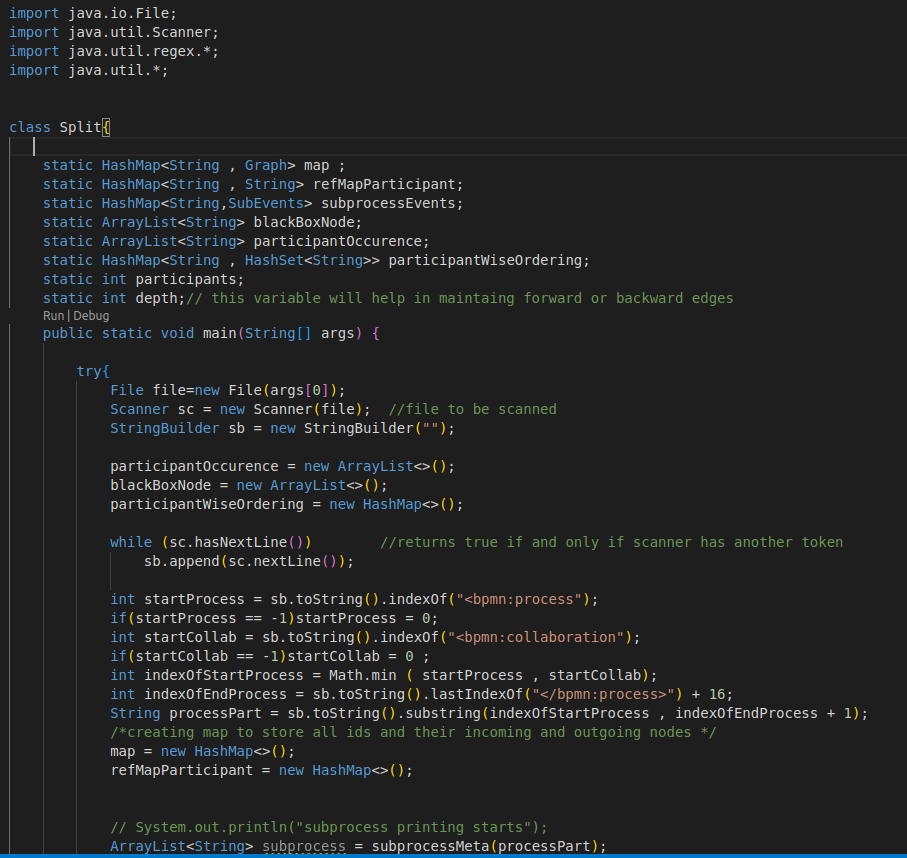 import java.io.File;
import java.util.Scanner;
import java.util.regex.*;
import java.util.*;
class Split{
static HashMap<String , Graph> map ;
static HashMap<String , String> refMapParticipant;
static HashMap<String,SubEvents> subprocessEvents;
static ArrayList<String> blackBoxNode;
static ArrayList<String> participantOccurence;
static HashMap<String , HashSet<String>> participantWiseOrdering;
static int participants;
static int depth;// this variable will help in maintaing forward or backward edges
Run | Debug
public static void main(String[] args) {
try{
File file=new File(args[0]);
Scanner sc = new Scanner(file);  //file to be scanned
StringBuilder sb = new StringBuilder("");
participantOccurence = new ArrayList<>();
blackBoxNode = new ArrayList<>();
participantWiseOrdering = new HashMap<>();
while (sc.hasNextLine())        //returns true if and only if scanner has another token
sb.append(sc.nextLine());
int startProcess = sb.toString().indexOf("<bpmn:process");
if(startProcess == -1)startProcess = 0;
int startCollab = sb.toString().indexOf("<bpmn:collaboration");
if(startCollab == -1)startCollab = 0 ;
int indexOfStartProcess = Math.min ( startProcess , startCollab);
int indexOfEndProcess = sb.toString().lastIndexOf("</bpmn:process>") + 16;
String processPart = sb.toString().substring(indexOfStartProcess , indexOfEndProcess + 1);
/*creating map to store all ids and their incoming and outgoing nodes */
map = new HashMap<>();
refMapParticipant = new HashMap<>();
// System.out.println("subprocess printing starts");
ArrayList<String> subprocess = subprocessMeta(processPart);